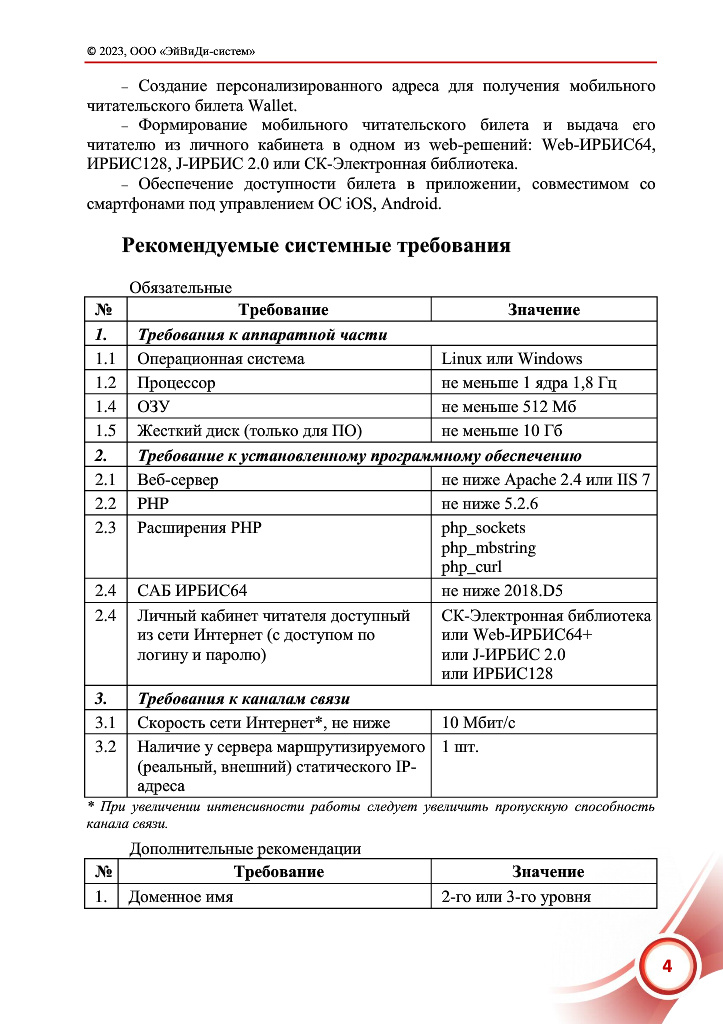 © 2023, ООО «ЭйВиДи-систем»
– Создание персонализированного адреса для получения мобильного
читательского билета Wallet.
– Формирование мобильного читательского билета и выдача его
читателю из личного кабинета в одном из web-решений: Web-ИРБИС64,
ИРБИС128, J-ИРБИС 2.0 или СК-Электронная библиотека.
– Обеспечение доступности билета в приложении, совместимом со
смартфонами под управлением ОС iOS, Android.
Рекомендуемые системные требования
Обязательные
№ Требование Значение
1. Требования к аппаратной части
1.1 Операционная система Linux или Windows
1.2 Процессор не меньше 1 ядра 1,8 Гц
1.4 ОЗУ не меньше 512 Мб
1.5 Жесткий диск (только для ПО) не меньше 10 Гб
2. Требование к установленному программному обеспечению
2.1 Веб-сервер не ниже Apache 2.4 или IIS 7
2.2 PHP не ниже 5.2.6
2.3 Расширения PHP php_sockets
php_mbstring
php_curl
2.4 САБ ИРБИС64 не ниже 2018.D5
2.4 Личный кабинет читателя доступный СК-Электронная библиотека
из сети Интернет (с доступом по или Web-ИРБИС64+
логину и паролю) или J-ИРБИС 2.0
или ИРБИС128
3. Требования к каналам связи
3.1 Скорость сети Интернет*, не ниже 10 Мбит/с
3.2 Наличие у сервера маршрутизируемого 1 шт.
(реальный, внешний) статического IP-
адреса
* При увеличении интенсивности работы следует увеличить пропускную способность
канала связи.
Дополнительные рекомендации
№ Требование Значение
1. Доменное имя 2-го или 3-го уровня
4